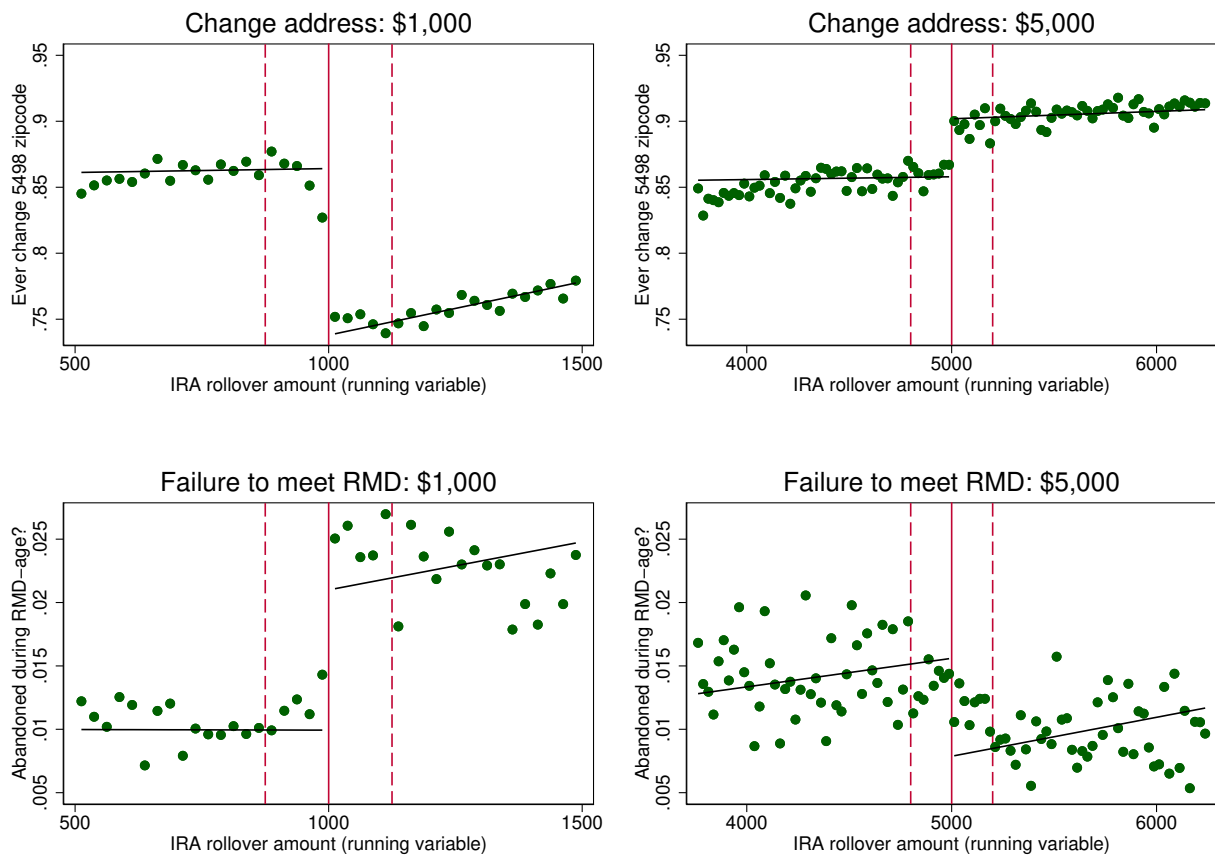 Change address: $1,000
Ever change 5498 zipcode
.95
.9
.85
.8
.75
500
1000
1500
IRA rollover amount (running variable)
Change address: $5,000
Ever change 5498 zipcode
.95
.9
.85
.8
.75
4000
5000
6000
IRA rollover amount (running variable)
Failure to meet RMD: $1,000
Abandoned during RMD-age?
.025
.02
.015
.01
.005
500
1000
1500
IRA rollover amount (running variable)
Failure to meet RMD: $5,000
Abandoned during RMD-age?
.025
.02
.015
.01
.005
4000
5000
6000
IRA rollover amount (running variable)